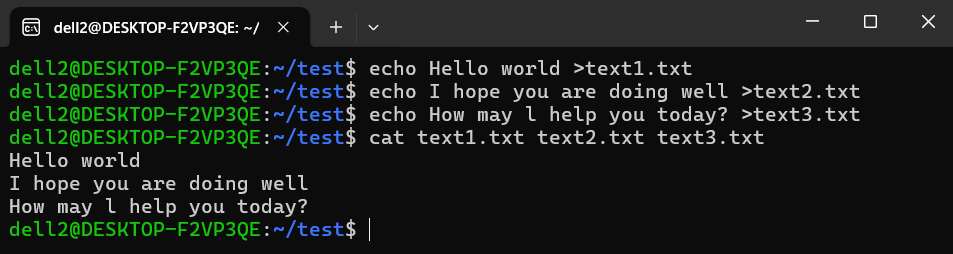 dell2@DESKTOP-F2VP3QE: ~/
dell2@DESKTOP-F2VP3QE:~/test$ echo Hello world >text1.txt
dell2@DESKTOP-F2VP3QE:~/test$ echo I hope you are doing well >text2.txt
dell2@DESKTOP-F2VP3QE:~/test$ echo How may l help you today? >text3.txt
dell2@DESKTOP-F2VP3QE:~/test$ cat text1.txt text2.txt text3.txt
Hello world
I hope you are doing well
How may l help you today?
dell2@DESKTOP-F2VP3QE:~/test$